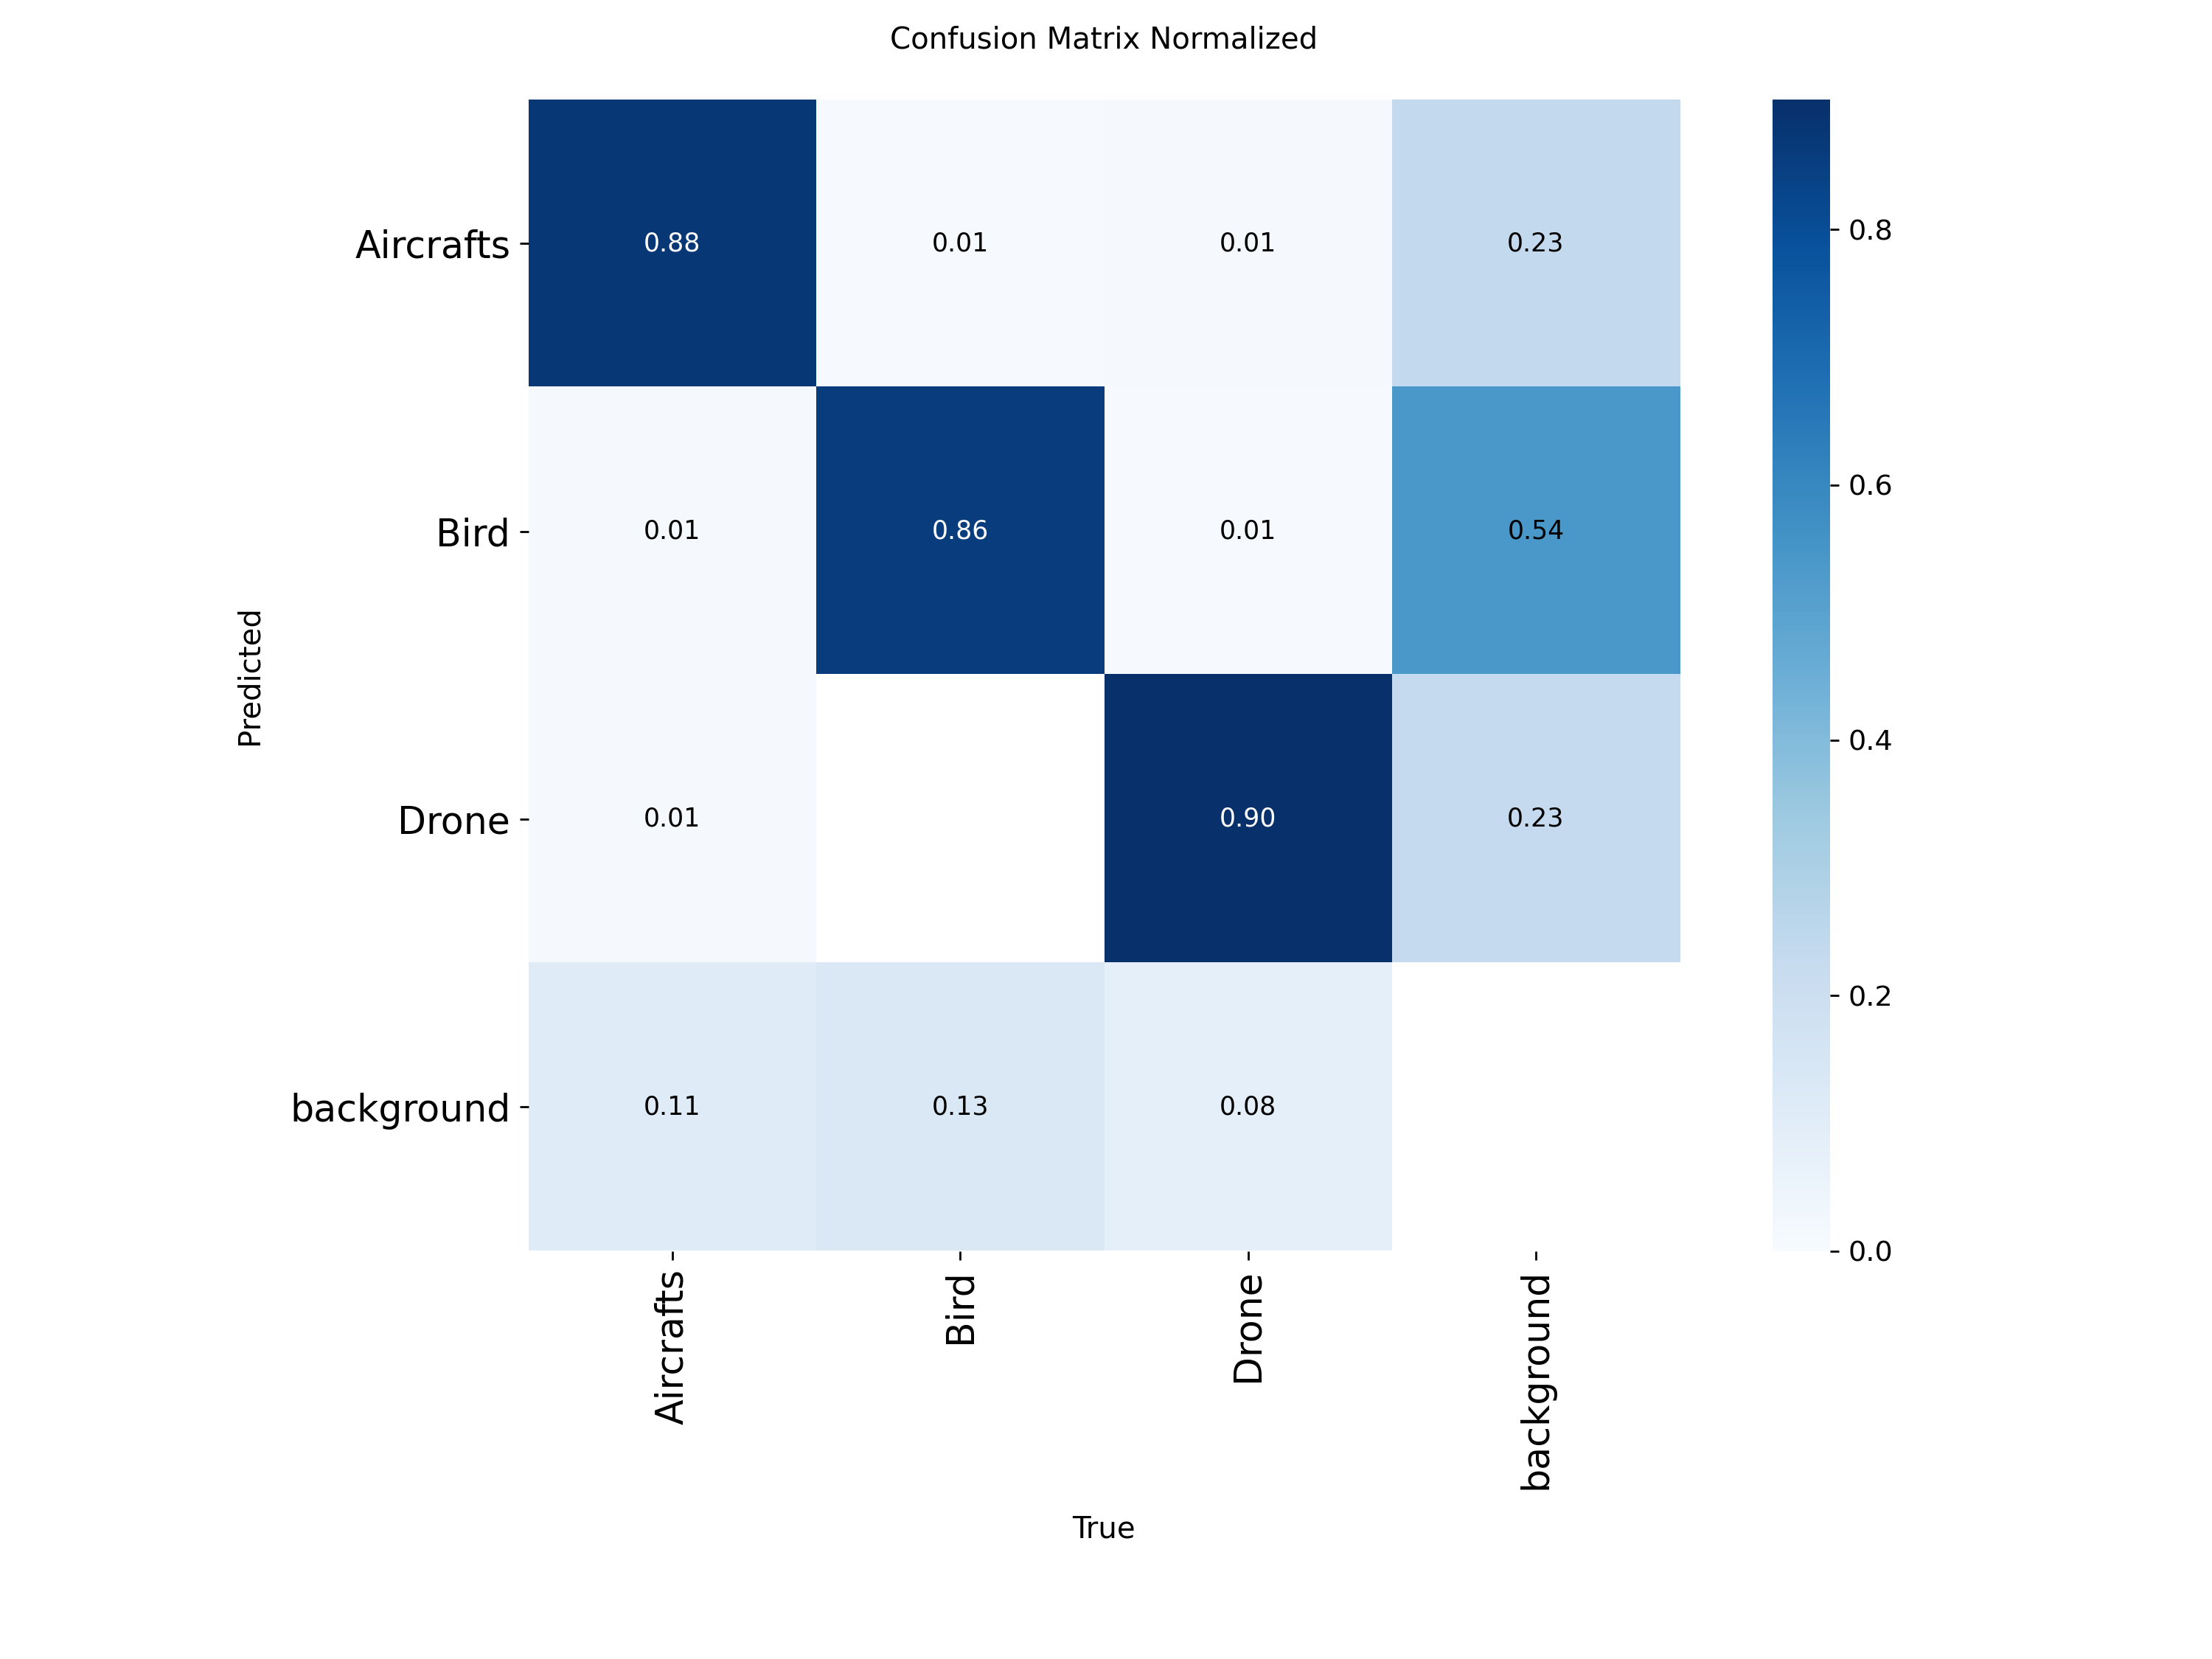 Confusion Matrix Normalized
Aircrafts 0.88 0.01 0.01 0.23
Bird 0.01 0.86 0.01 0.54
Drone 0.01 0.90 0.23
background 0.11 0.13 0.08
Predicted
Aircrafts Bird Drone background
True
0.8
0.6
0.4
0.2
0.0